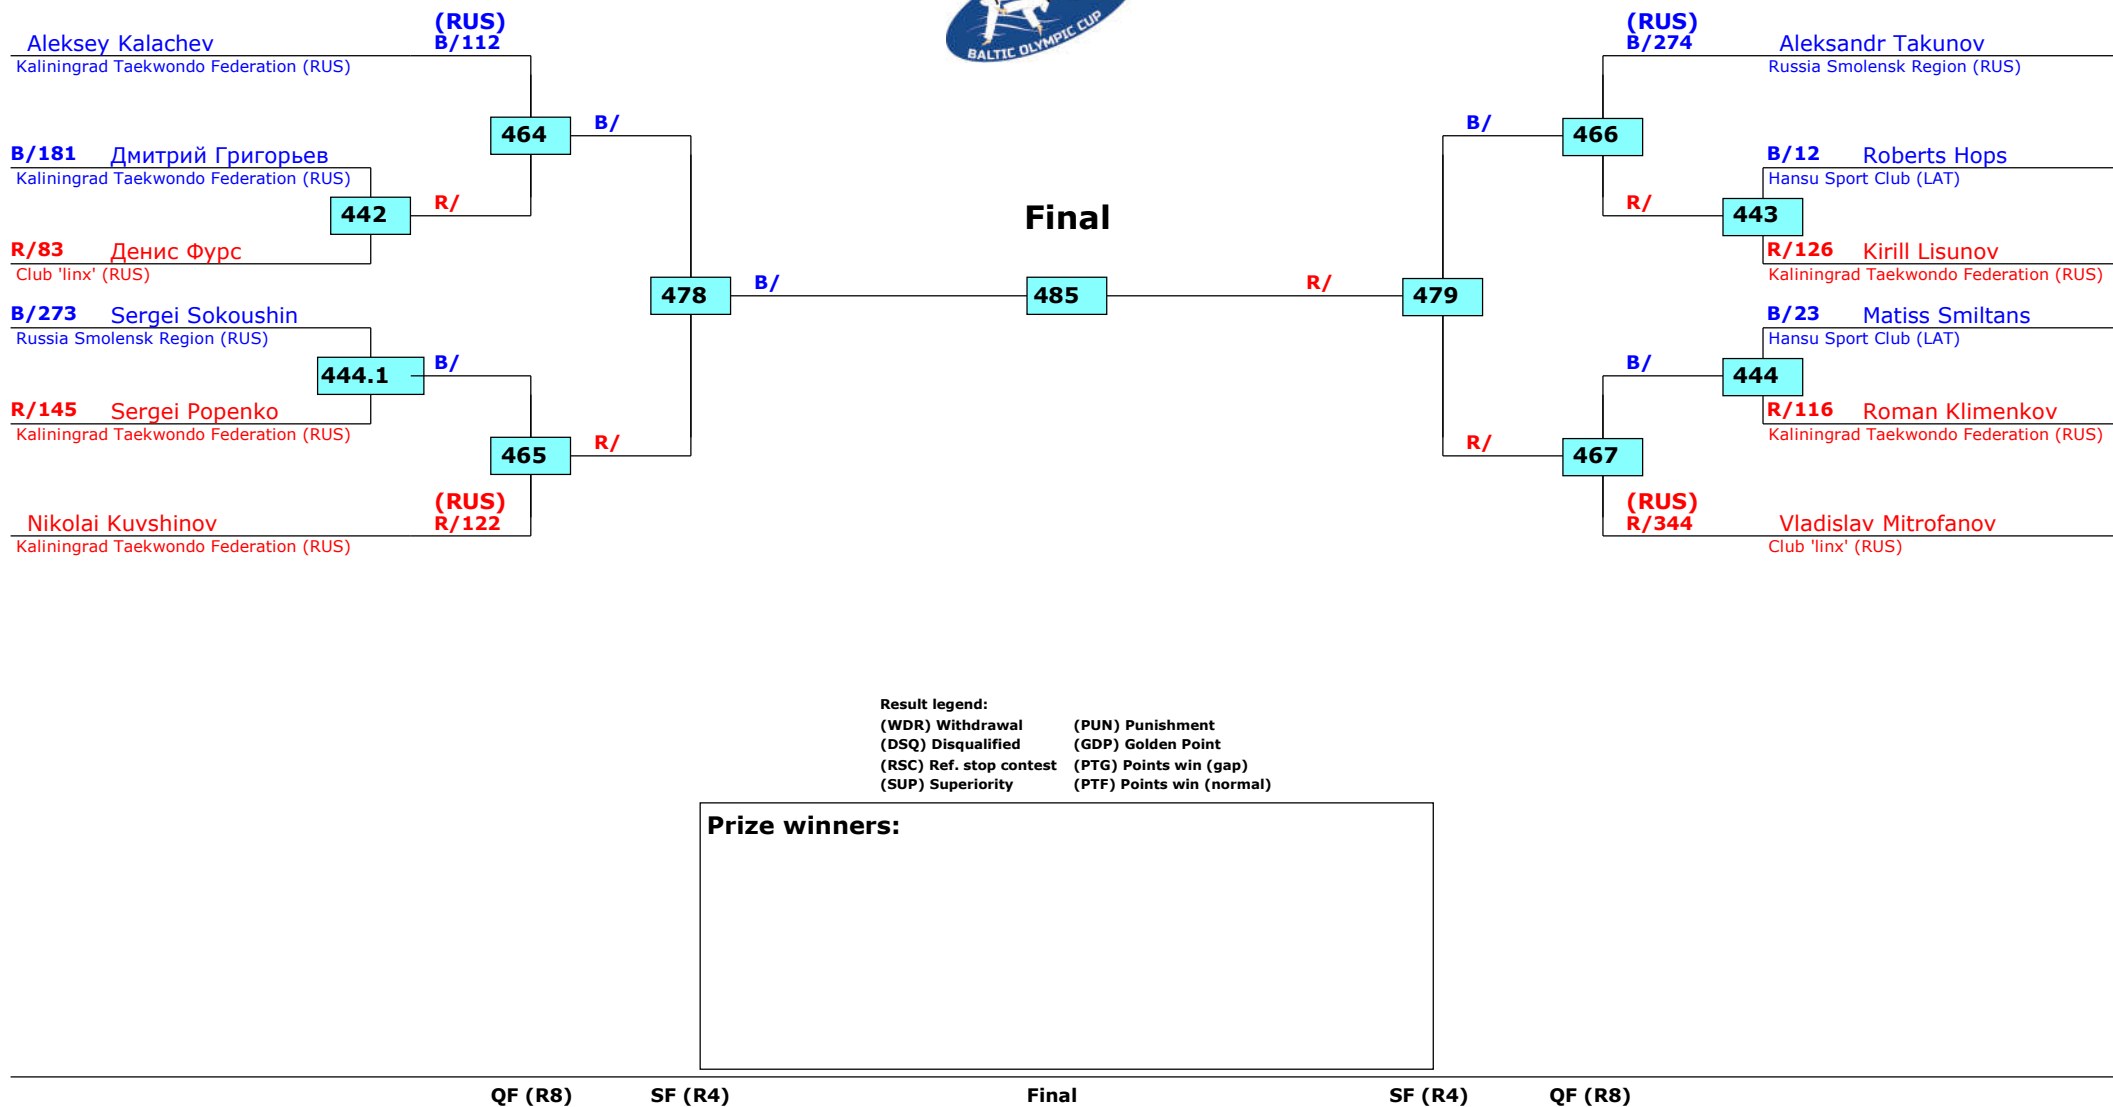 BALTIC OLYMPIC CUP
(RUS)
Aleksey Kalachev B/112
Kaliningrad Taekwondo Federation (RUS)
464 B/
B/181 Дмитрий Григорьев
Kaliningrad Taekwondo Federation (RUS)
442 R/
R/83 Денис Фурс
Club 'linx' (RUS)
478 B/
B/273 Sergei Sokoushin
Russia Smolensk Region (RUS)
444.1 B/
R/145 Sergei Popenko
Kaliningrad Taekwondo Federation (RUS)
465 R/
(RUS)
Nikolai Kuvshinov R/122
Kaliningrad Taekwondo Federation (RUS)
Final
485
(RUS)
B/274 Aleksandr Takunov
Russia Smolensk Region (RUS)
B/ 466
B/12 Roberts Hops
Hansu Sport Club (LAT)
R/ 443
R/126 Kirill Lisunov
Kaliningrad Taekwondo Federation (RUS)
R/ 479
B/23 Matiss Smiltans
Hansu Sport Club (LAT)
B/ 444
R/116 Roman Klimenkov
Kaliningrad Taekwondo Federation (RUS)
R/ 467
(RUS)
R/344 Vladislav Mitrofanov
Club 'linx' (RUS)
Result legend:
(WDR) Withdrawal (PUN) Punishment
(DSQ) Disqualified (GDP) Golden Point
(RSC) Ref. stop contest (PTG) Points win (gap)
(SUP) Superiority (PTF) Points win (normal)
Prize winners:
QF (R8) SF (R4) Final SF (R4) QF (R8)